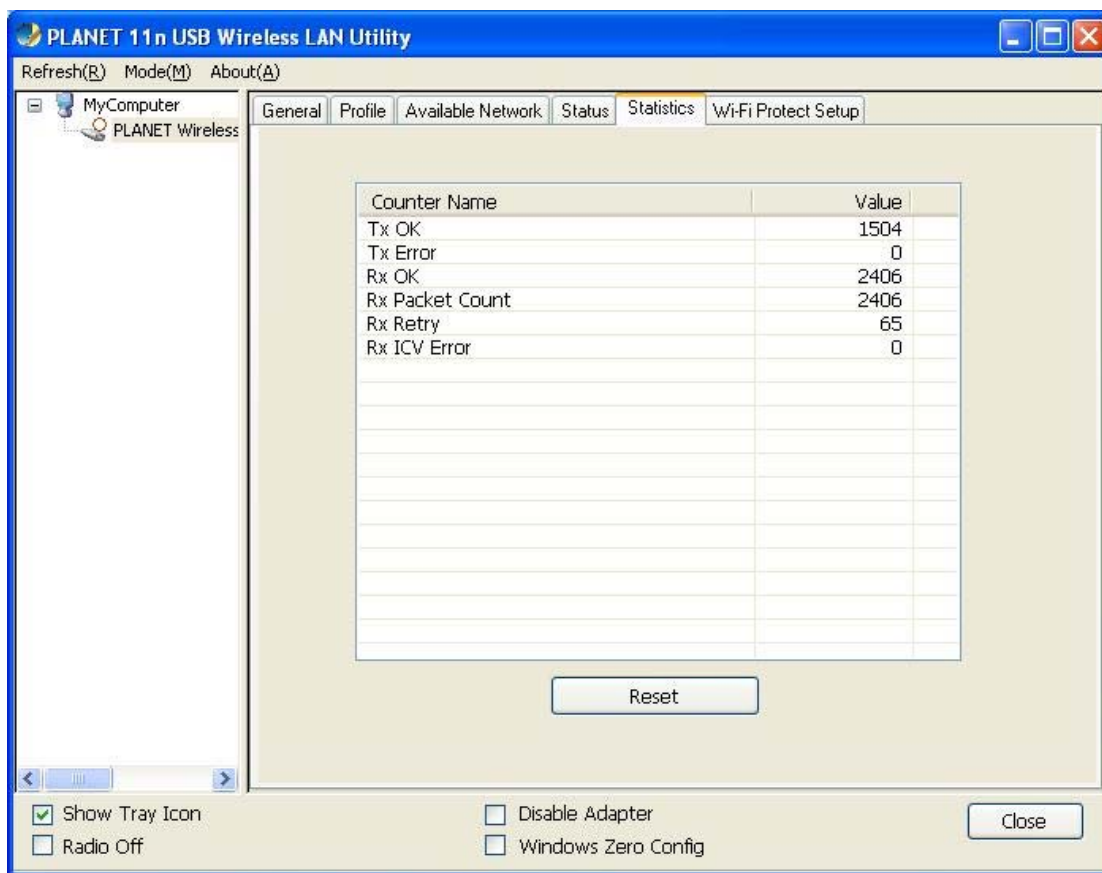 PLANET 11n USB Wireless LAN Utility
Refresh(R) Mode(M) About(A)
MyComputer
PLANET Wireless
General Profile Available Network Status Statistics Wi-Fi Protect Setup
Counter Name Value
Tx OK 1504
Tx Error 0
Rx OK 2406
Rx Packet Count 2406
Rx Retry 65
Rx ICV Error 0
Reset
Show Tray Icon Disable Adapter
Radio Off Windows Zero Config
Close